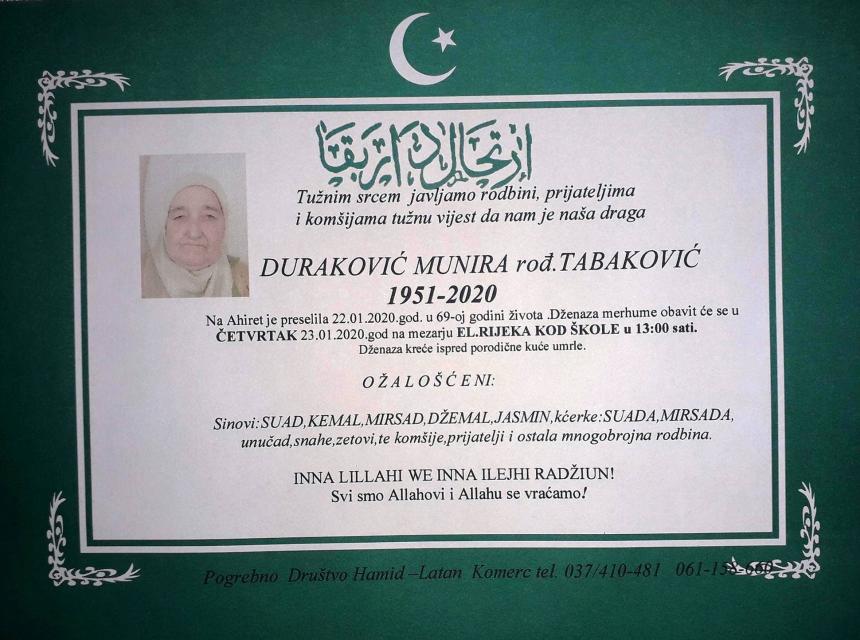 ارتحال دار بقا
Tužnim srcem javljamo rodbini, prijateljima
i komšijama tužnu vijest da nam je naša draga
DURAKOVIĆ MUNIRA rođ.TABAKOVIĆ
1951-2020
Na Ahiret je preselila 22.01.2020.god. u 69-oj godini života .Dženaza merhume obavit će se u
ČETVRTAK 23.01.2020.god na mezarju EL.RIJEKA KOD ŠKOLE u 13:00 sati.
Dženaza kreće ispred porodične kuće umrle.
OŽALOŠĆENI:
Sinovi:SUAD,KEMAL,MIRSAD,DŽEMAL,JASMIN,kćerke:SUADA,MIRSADA,
unučad,snahe,zetovi,te komšije,prijatelji i ostala mnogobrojna rodbina.
INNA LILLAHI WE INNA ILEJHI RADŽIUN!
Svi smo Allahovi i Allahu se vraćamo!
Pogrebno Društvo Hamid –Latan Komerc tel. 037/410-481